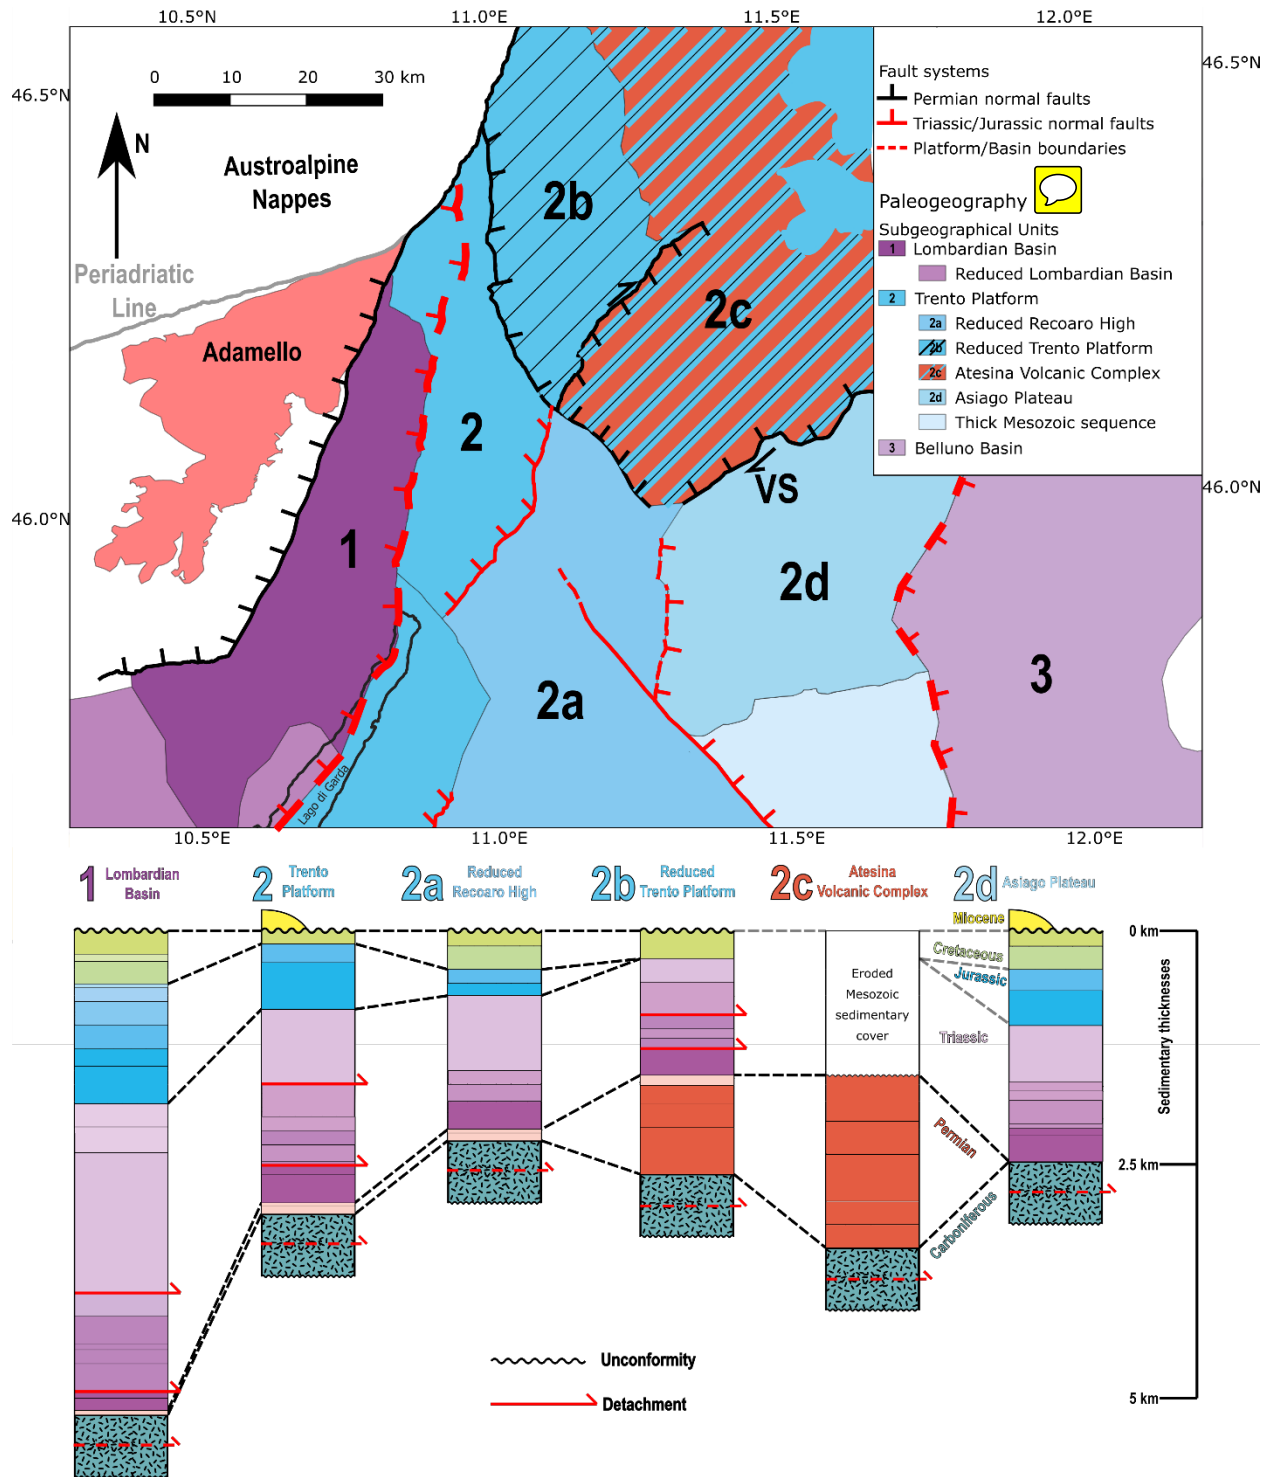 10.5°E
11.0°E
11.5°E
12.0°E
46.5°N
46.5°N
0 10 20 30 km
N
Austroalpine
Nappes
Periadriatic
Line
Adamello
2b
2c
2
1
VS
2d
2a
3
Lago di Garda
46.0°N
46.0°N
Fault systems
Permian normal faults
Triassic/Jurassic normal faults
Platform/Basin boundaries
Paleogeography
Subgeographical Units
1 Lombardian Basin
Reduced Lombardian Basin
2 Trento Platform
2a Reduced Recoaro High
2b Reduced Trento Platform
2c Atesina Volcanic Complex
2d Asiago Plateau
Thick Mesozoic sequence
3 Belluno Basin
10.5°E
11.0°E
11.5°E
12.0°E
1 Lombardian
Basin
2 Trento
Platform
2a Reduced
Recoaro High
2b Reduced
Trento Platform
2c Atesina
Volcanic Complex
2d Asiago Plateau
Miocene
Cretaceous
Jurassic
Triassic
Permian
Carboniferous
Eroded
Mesozoic
sedimentary
cover
0 km
2.5 km
5 km
Sedimentary thicknesses
Unconformity
Detachment